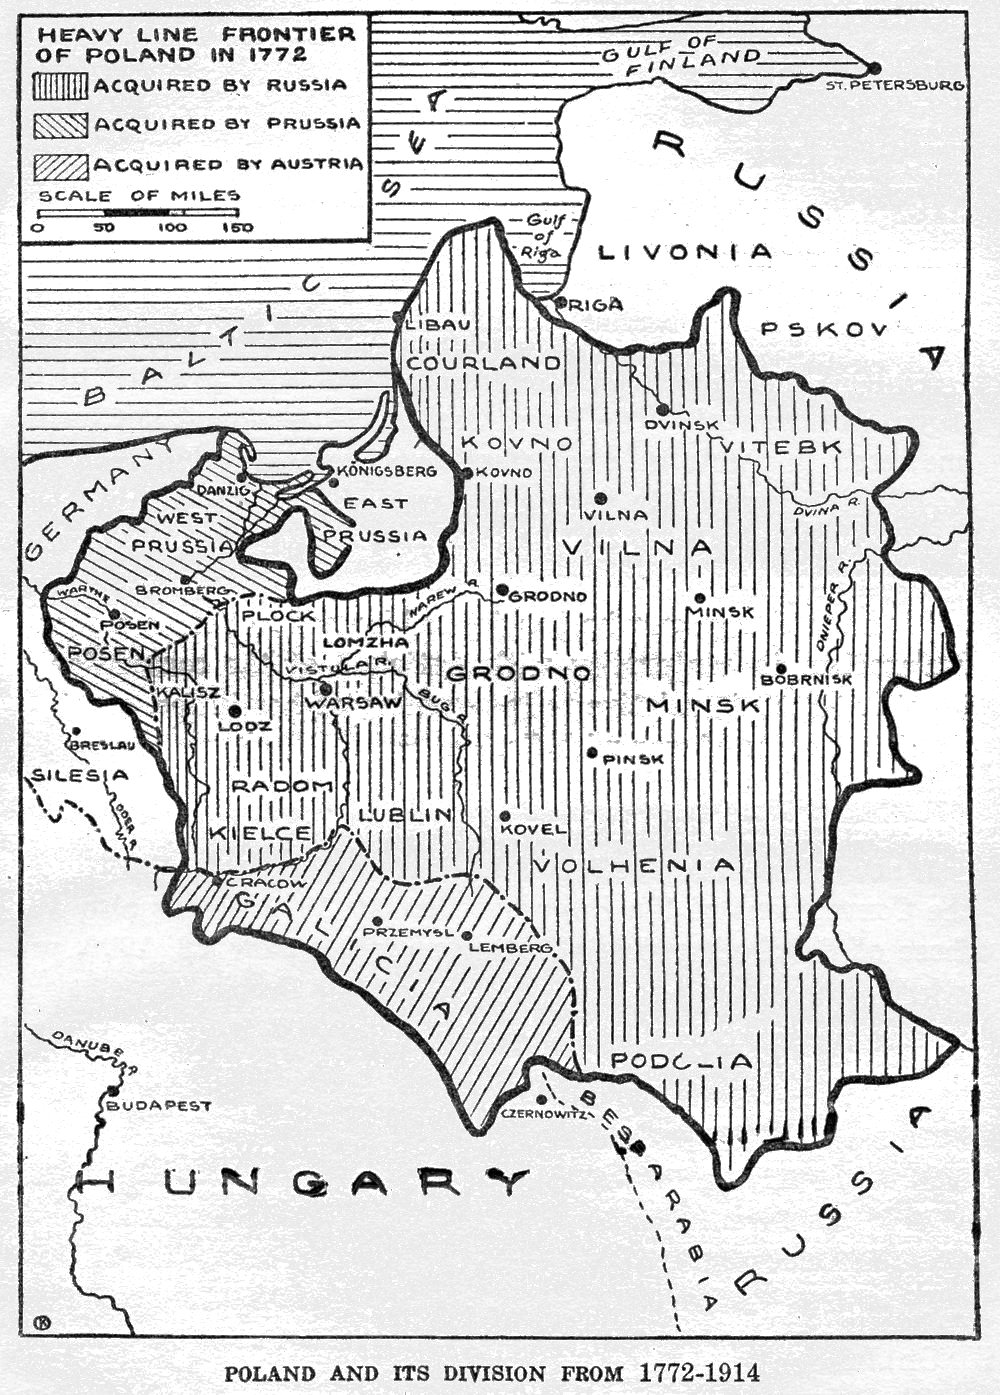 HEAVY LINE FRONTIER
OF POLAND IN 1772
ACQUIRED BY RUSSIA
ACQUIRED BY PRUSSIA
ACQUIRED BY AUSTRIA
SCALE OF MILES
0 50 100 150
GULF OF
FINLAND
ST. PETERSBURG
BALTIC SEA
RUSSIA
Gulf
of
Riga
LIVONIA
RIGA
PSKOV
LIBAU
COURLAND
DVINSK
VITEBK
KOVNO
KOVNO
GERMANY
KÖNIGSBERG
DANZIG
EAST
PRUSSIA
WEST
PRUSSIA
VILNA
DVINA R.
VILNA
BROMBERG
WARTHE
POSEN
POSEN
PLOCK
NAREW R.
GRODNO
MINSK
DNIEPER R.
LOMZHA
VISTULA R.
GRODNO
BOBRNISK
KALISZ
WARSAW
BUG R.
MINSK
LODZ
BRESLAU
PINSK
SILESIA
RADOM
ODER R.
LUBLIN
KIELCE
KOVEL
VOLHENIA
CRACOW
GALICIA
PRZEMYSL
LEMBERG
PODOLIA
DANUBE R.
BUDAPEST
CZERNOWITZ
BESSARABIA
HUNGARY
RUSSIA
K
POLAND AND ITS DIVISION FROM 1772-1914